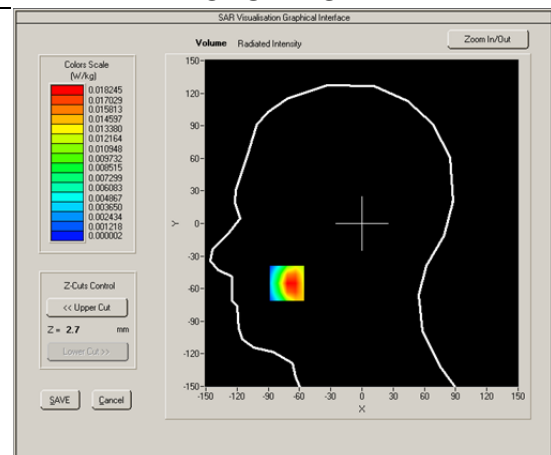 SAR Visualisation Graphical Interface
Volume Radiated Intensity
Zoom In/Out
Colors Scale
(W/kg)
0.018245
0.017029
0.015813
0.014597
0.013380
0.012164
0.010948
0.009732
0.008515
0.007299
0.006083
0.004867
0.003650
0.002434
0.001218
0.000002
Z-Cuts Control
<< Upper Cut
Z = 2.7 mm
Lower Cut >>
SAVE
Cancel
150-
120-
90-
60-
30-
Y 0-
-30-
-60-
-90-
-120-
-150-
-150 -120 -90 -60 -30 0 30 60 90 120 150
X